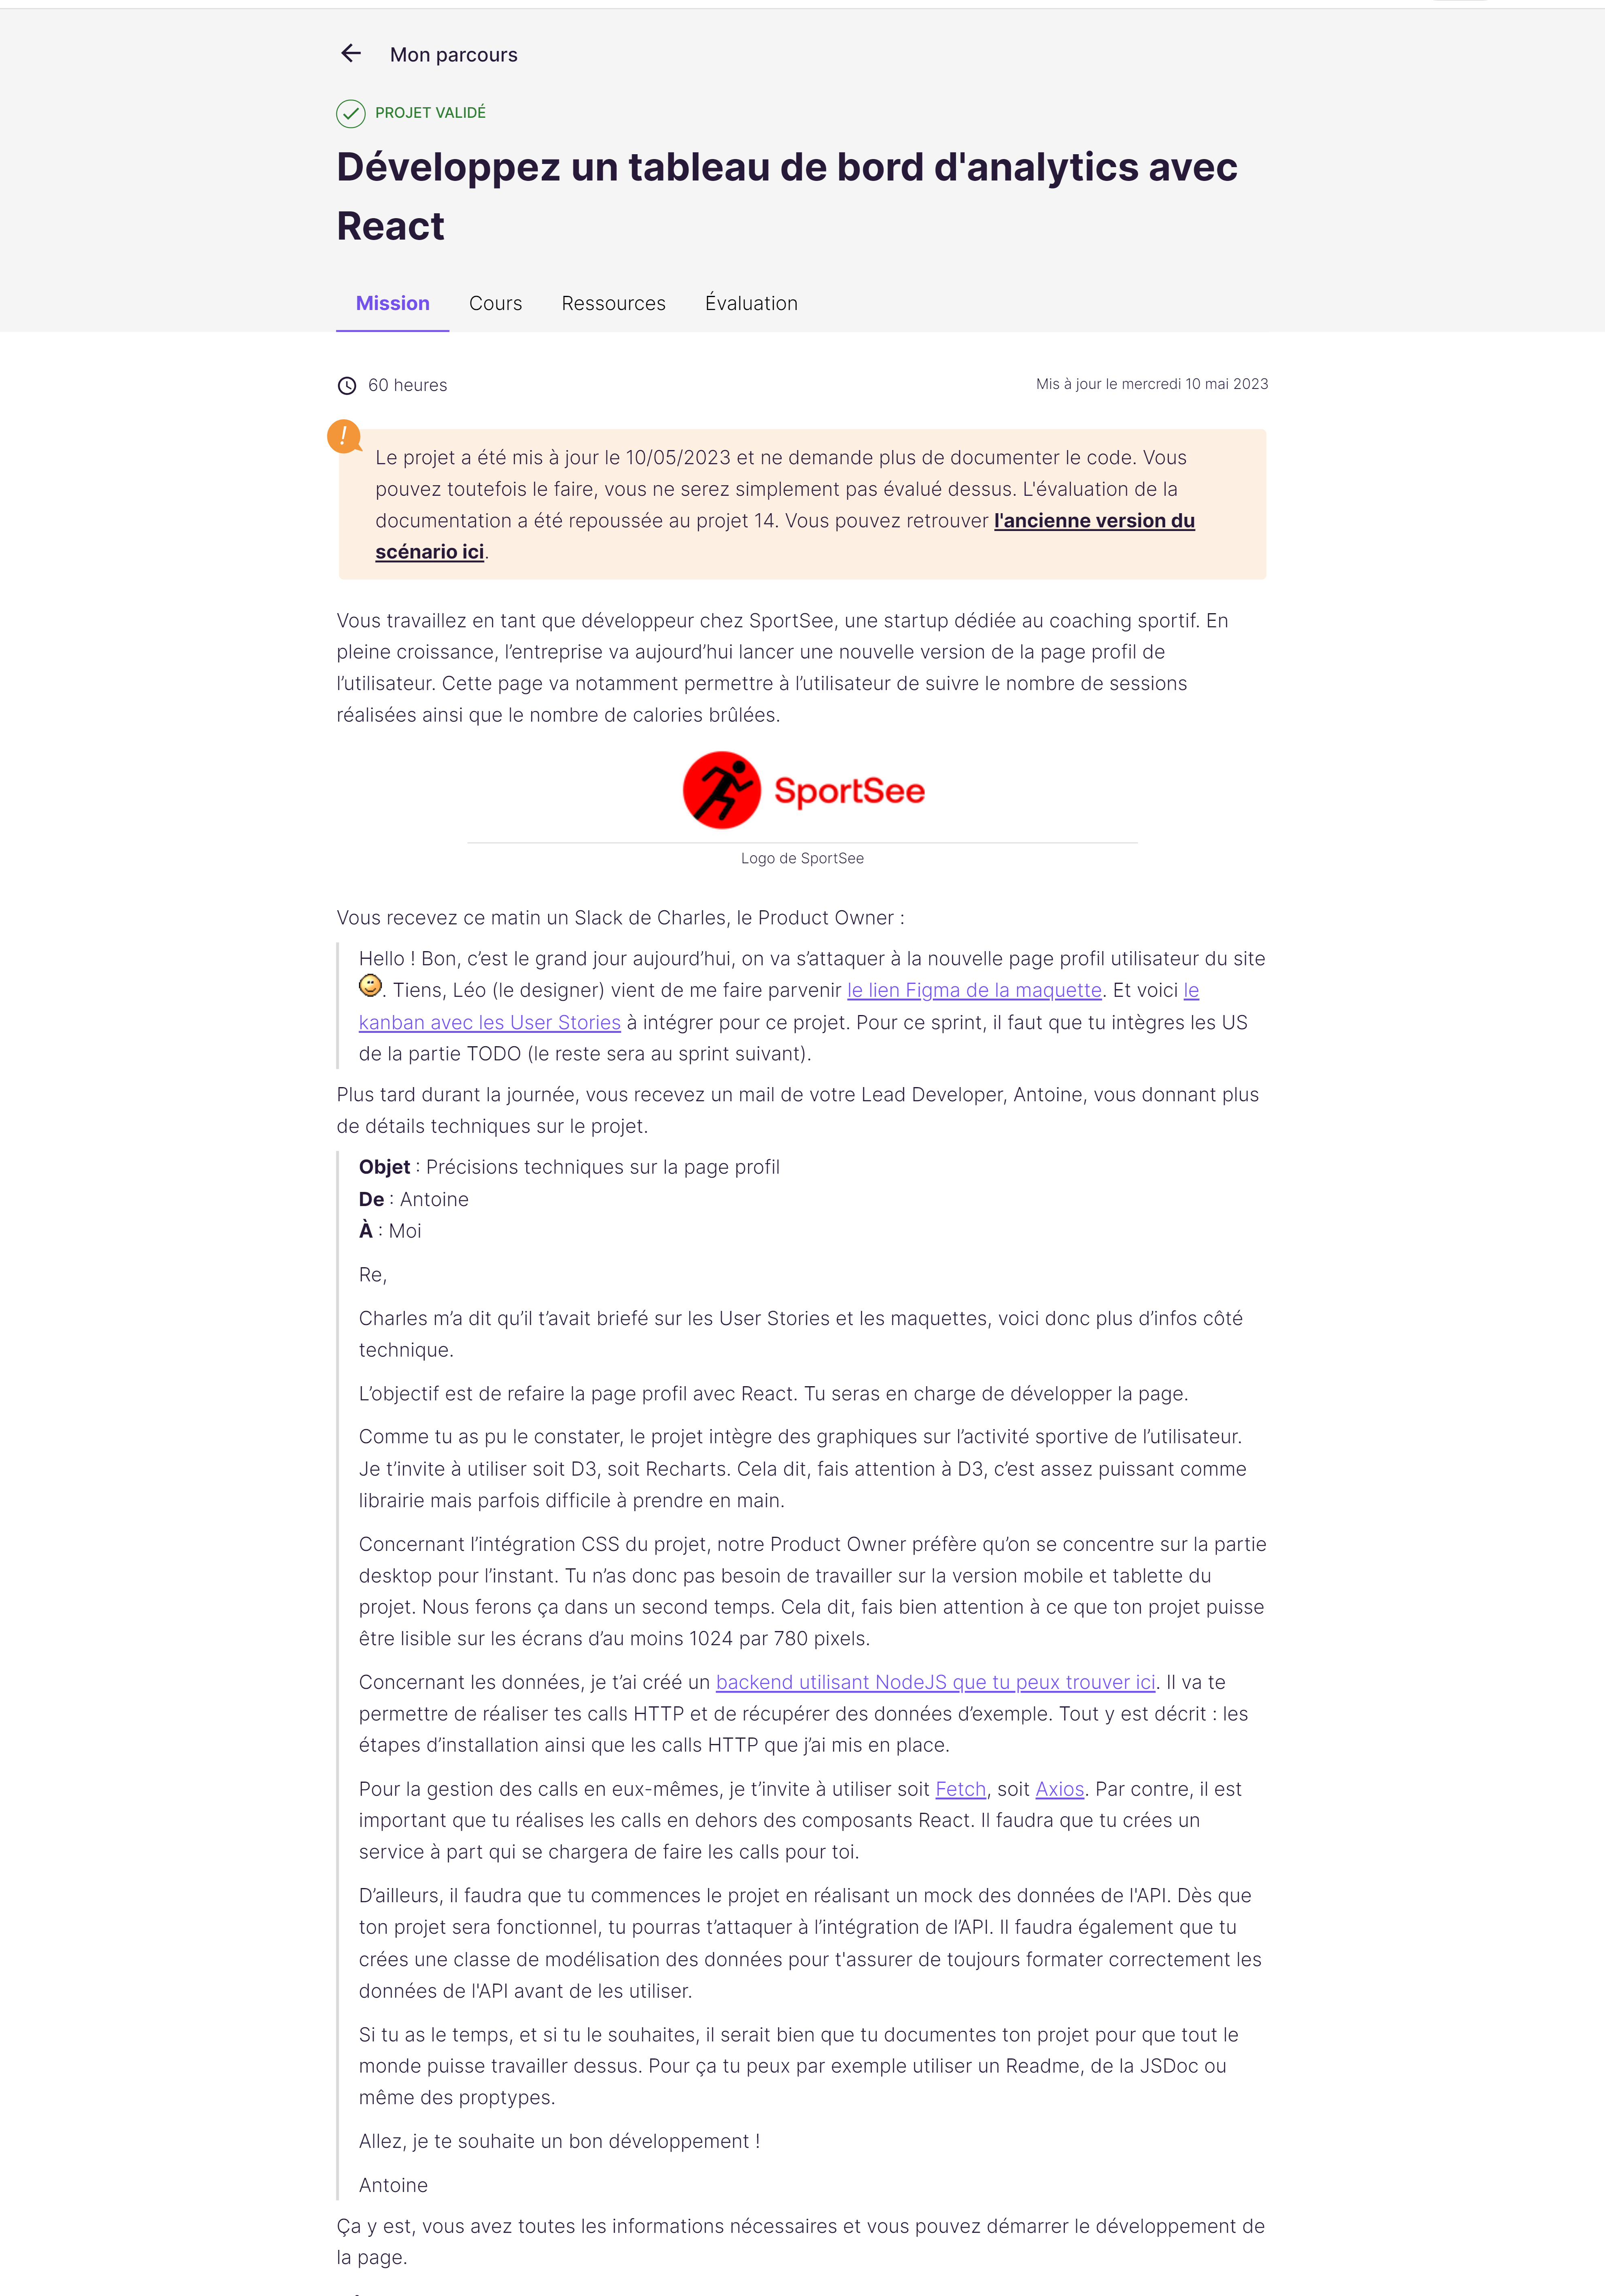 Mon parcours
PROJET VALIDÉ
Développez un tableau de bord d'analytics avec
React
Mission Cours Ressources Évaluation
60 heures Mis à jour le mercredi 10 mai 2023
Le projet a été mis à jour le 10/05/2023 et ne demande plus de documenter le code. Vous
pouvez toutefois le faire, vous ne serez simplement pas évalué dessus. L'évaluation de la
documentation a été repoussée au projet 14. Vous pouvez retrouver l'ancienne version du
scénario ici.
Vous travaillez en tant que développeur chez SportSee, une startup dédiée au coaching sportif. En
pleine croissance, l’entreprise va aujourd’hui lancer une nouvelle version de la page profil de
l’utilisateur. Cette page va notamment permettre à l’utilisateur de suivre le nombre de sessions
réalisées ainsi que le nombre de calories brûlées.
SportSee
Logo de SportSee
Vous recevez ce matin un Slack de Charles, le Product Owner :
Hello ! Bon, c’est le grand jour aujourd’hui, on va s’attaquer à la nouvelle page profil utilisateur du site
. Tiens, Léo (le designer) vient de me faire parvenir le lien Figma de la maquette. Et voici le
kanban avec les User Stories à intégrer pour ce projet. Pour ce sprint, il faut que tu intègres les US
de la partie TODO (le reste sera au sprint suivant).
Plus tard durant la journée, vous recevez un mail de votre Lead Developer, Antoine, vous donnant plus
de détails techniques sur le projet.
Objet : Précisions techniques sur la page profil
De : Antoine
À : Moi
Re,
Charles m’a dit qu’il t’avait briefé sur les User Stories et les maquettes, voici donc plus d’infos côté
technique.
L’objectif est de refaire la page profil avec React. Tu seras en charge de développer la page.
Comme tu as pu le constater, le projet intègre des graphiques sur l’activité sportive de l’utilisateur.
Je t’invite à utiliser soit D3, soit Recharts. Cela dit, fais attention à D3, c’est assez puissant comme
librairie mais parfois difficile à prendre en main.
Concernant l’intégration CSS du projet, notre Product Owner préfère qu’on se concentre sur la partie
desktop pour l’instant. Tu n’as donc pas besoin de travailler sur la version mobile et tablette du
projet. Nous ferons ça dans un second temps. Cela dit, fais bien attention à ce que ton projet puisse
être lisible sur les écrans d’au moins 1024 par 780 pixels.
Concernant les données, je t’ai créé un backend utilisant NodeJS que tu peux trouver ici. Il va te
permettre de réaliser tes calls HTTP et de récupérer des données d’exemple. Tout y est décrit : les
étapes d’installation ainsi que les calls HTTP que j’ai mis en place.
Pour la gestion des calls en eux-mêmes, je t’invite à utiliser soit Fetch, soit Axios. Par contre, il est
important que tu réalises les calls en dehors des composants React. Il faudra que tu crées un
service à part qui se chargera de faire les calls pour toi.
D’ailleurs, il faudra que tu commences le projet en réalisant un mock des données de l'API. Dès que
ton projet sera fonctionnel, tu pourras t’attaquer à l’intégration de l’API. Il faudra également que tu
crées une classe de modélisation des données pour t'assurer de toujours formater correctement les
données de l'API avant de les utiliser.
Si tu as le temps, et si tu le souhaites, il serait bien que tu documentes ton projet pour que tout le
monde puisse travailler dessus. Pour ça tu peux par exemple utiliser un Readme, de la JSDoc ou
même des proptypes.
Allez, je te souhaite un bon développement !
Antoine
Ça y est, vous avez toutes les informations nécessaires et vous pouvez démarrer le développement de
la page.